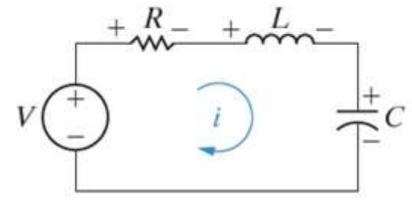 + R − + L −
V + − i + C −